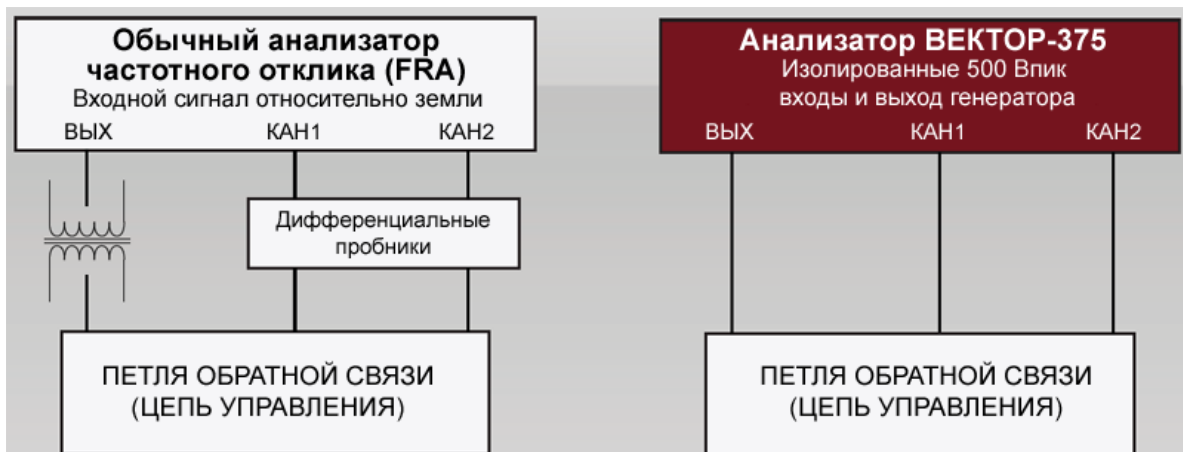 Обычный анализатор
частотного отклика (FRA)
Входной сигнал относительно земли
ВЫХ КАН1 КАН2
Дифференциальные
пробники
ПЕТЛЯ ОБРАТНОЙ СВЯЗИ
(ЦЕПЬ УПРАВЛЕНИЯ)
Анализатор ВЕКТОР-375
Изолированные 500 Впик
входы и выход генератора
ВЫХ КАН1 КАН2
ПЕТЛЯ ОБРАТНОЙ СВЯЗИ
(ЦЕПЬ УПРАВЛЕНИЯ)